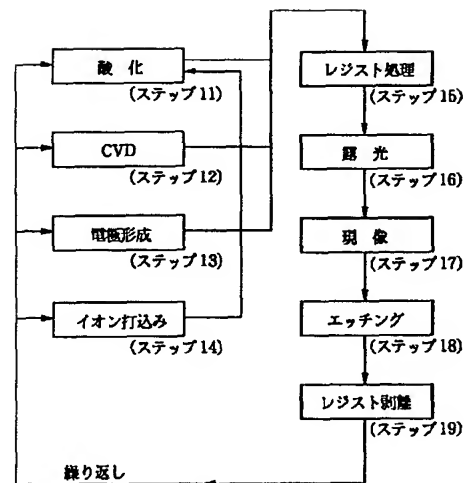 酸 化
(ステップ11)
CVD
(ステップ12)
電極形成
(ステップ13)
イオン打込み
(ステップ14)
レジスト処理
(ステップ15)
露 光
(ステップ16)
現 像
(ステップ17)
エッチング
(ステップ18)
レジスト剥離
(ステップ19)
繰り返し